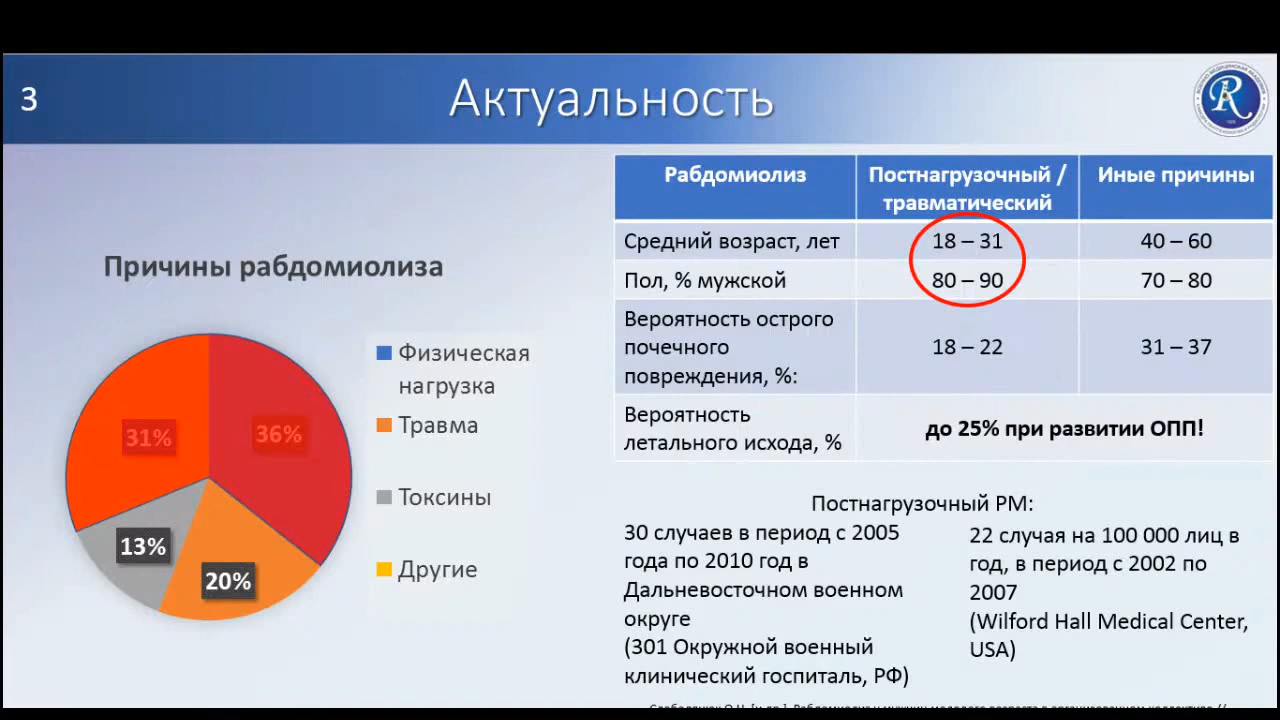 3
Актуальность
Причины рабдомиолиза
31%
36%
13%
20%
Физическая
нагрузка
Травма
Токсины
Другие
Рабдомиолиз
Постнагрузочный /
травматический
Иные причины
Средний возраст, лет
18 – 31
40 – 60
Пол, % мужской
80 – 90
70 – 80
Вероятность острого
почечного
повреждения, %:
18 – 22
31 – 37
Вероятность
летального исхода, %
до 25% при развитии ОПП!
Постнагрузочный РМ:
30 случаев в период с 2005
года по 2010 год в
Дальневосточном военном
округе
(301 Окружной военный
клинический госпиталь, РФ)
22 случая на 100 000 лиц в
год, в период с 2002 по
2007
(Wilford Hall Medical Center,
USA)